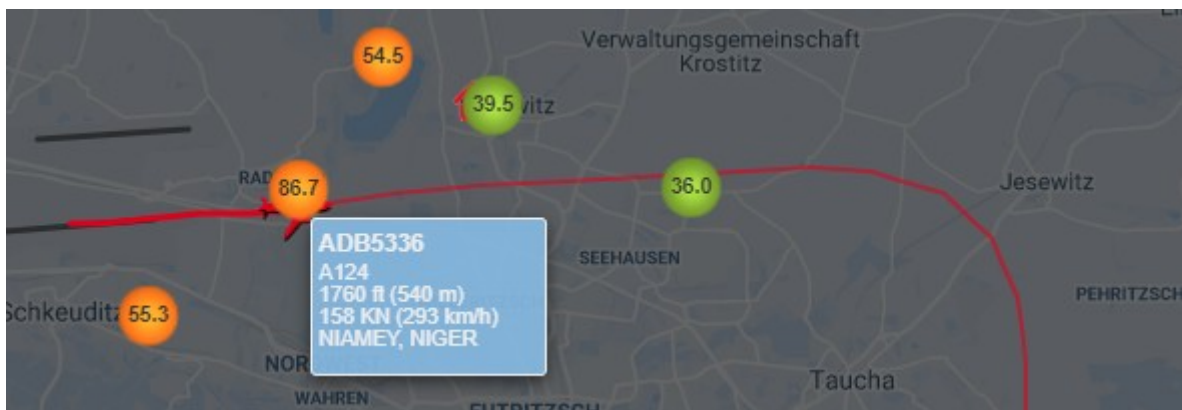 54.5
Verwaltungsgemeinschaft
Krostitz
39.5
86.7
36.0
Jesewitz
ADB5336
A124
1760 ft (540 m)
158 KN (293 km/h)
NIAMEY, NIGER
SEEHAUSEN
PEHRITZSCH
Schkeuditz
55.3
WAHREN
Taucha
EUTRITZSCH